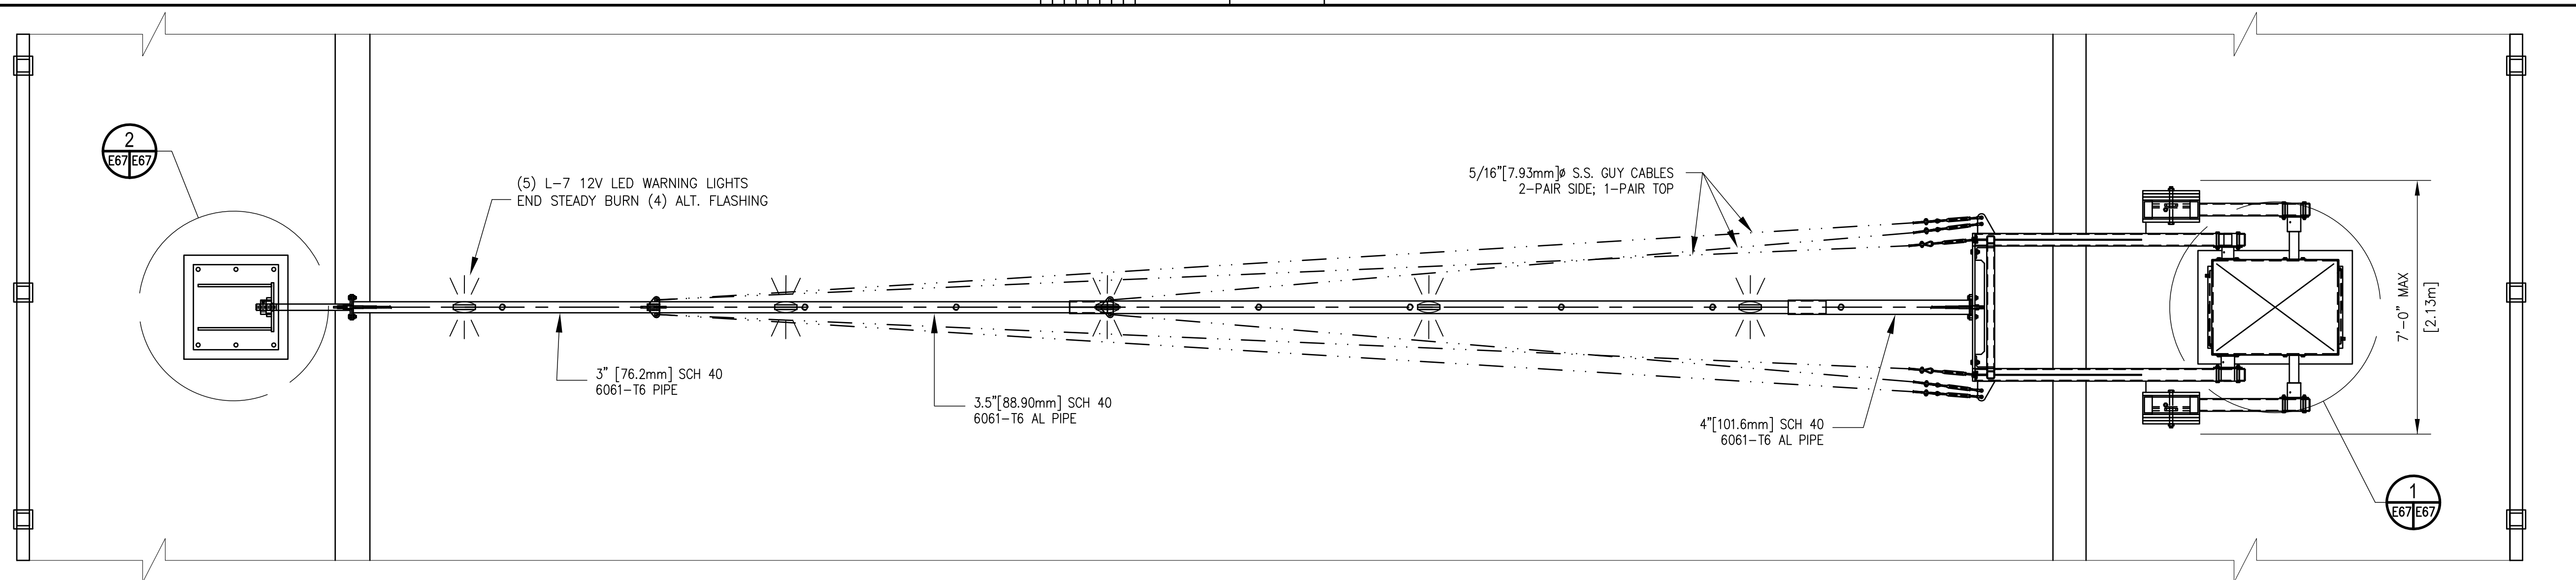 2
E67 E67
(5) L-7 12V LED WARNING LIGHTS
END STEADY BURN (4) ALT. FLASHING
5/16"[7.93mm]ø S.S. GUY CABLES
2-PAIR SIDE; 1-PAIR TOP
3" [76.2mm] SCH 40
6061-T6 PIPE
3.5"[88.90mm] SCH 40
6061-T6 AL PIPE
4"[101.6mm] SCH 40
6061-T6 AL PIPE
7'-0" MAX
[2.13m]
1
E67 E67